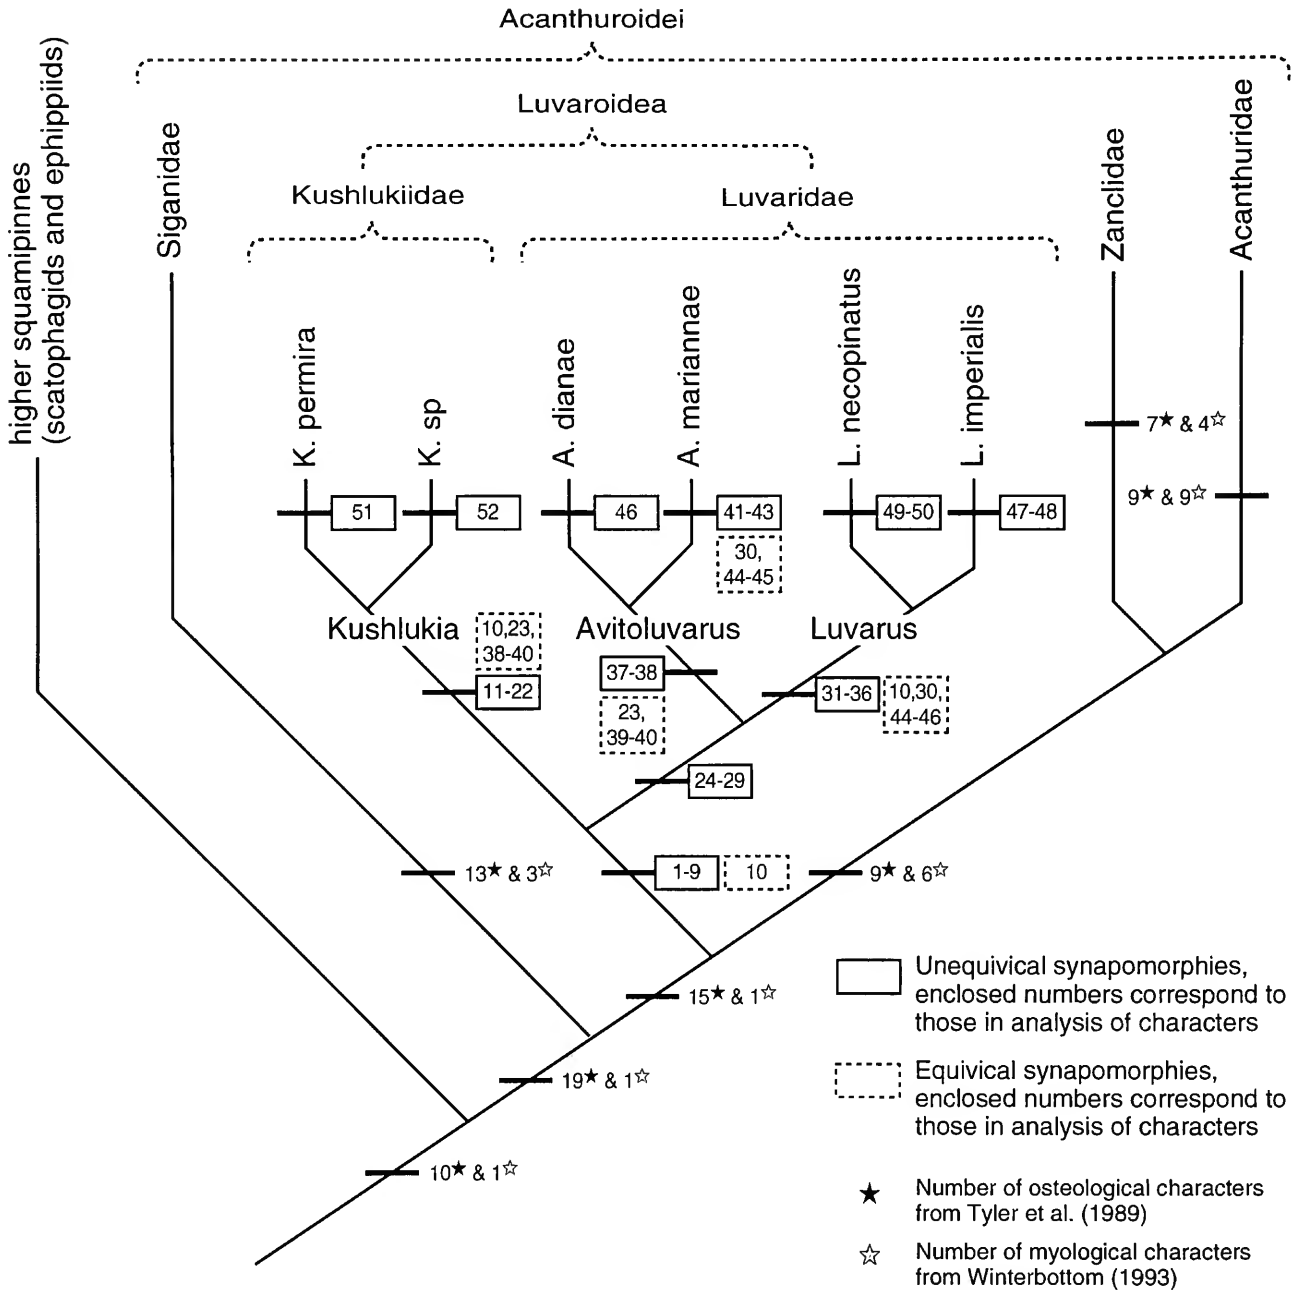 Acanthuroidei
Luvaroidea
Kushlukiidae
Luvaridae
higher squamipinnes
(scatophagids and ephippiids)
Siganidae
Zanclidae
Acanthuridae
K. permira
K. sp
A. dianae
A. mariannae
L. necopinatus
L. imperialis
7★ & 4☆
9★ & 9☆
51
52
46
41-43
49-50
47-48
30,
44-45
Kushlukia
Avitoluvarus
Luvarus
10,23,
38-40
11-22
37-38
23,
39-40
31-36
10,30,
44-46
24-29
13★ & 3☆
1-9
10
9★ & 6☆
15★ & 1☆
19★ & 1☆
10★ & 1☆
Unequivical synapomorphies,
enclosed numbers correspond to
those in analysis of characters
Equivical synapomorphies,
enclosed numbers correspond to
those in analysis of characters
★ Number of osteological characters
from Tyler et al. (1989)
☆ Number of myological characters
from Winterbottom (1993)